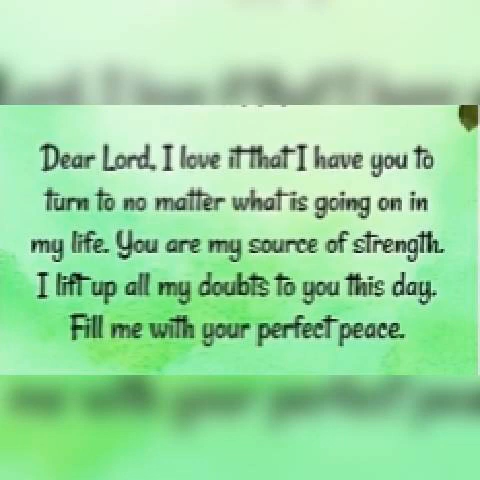 Dear Lord, I love it that I have you to
turn to no matter what is going on in
my life. You are my source of strength.
I lift up all my doubts to you this day.
Fill me with your perfect peace.